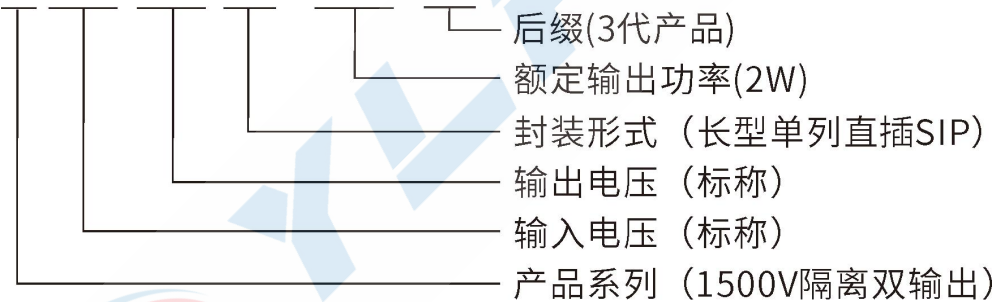 后缀(3代产品)
额定输出功率(2W)
封装形式（长型单列直插SIP）
输出电压（标称）
输入电压（标称）
产品系列（1500V隔离双输出）